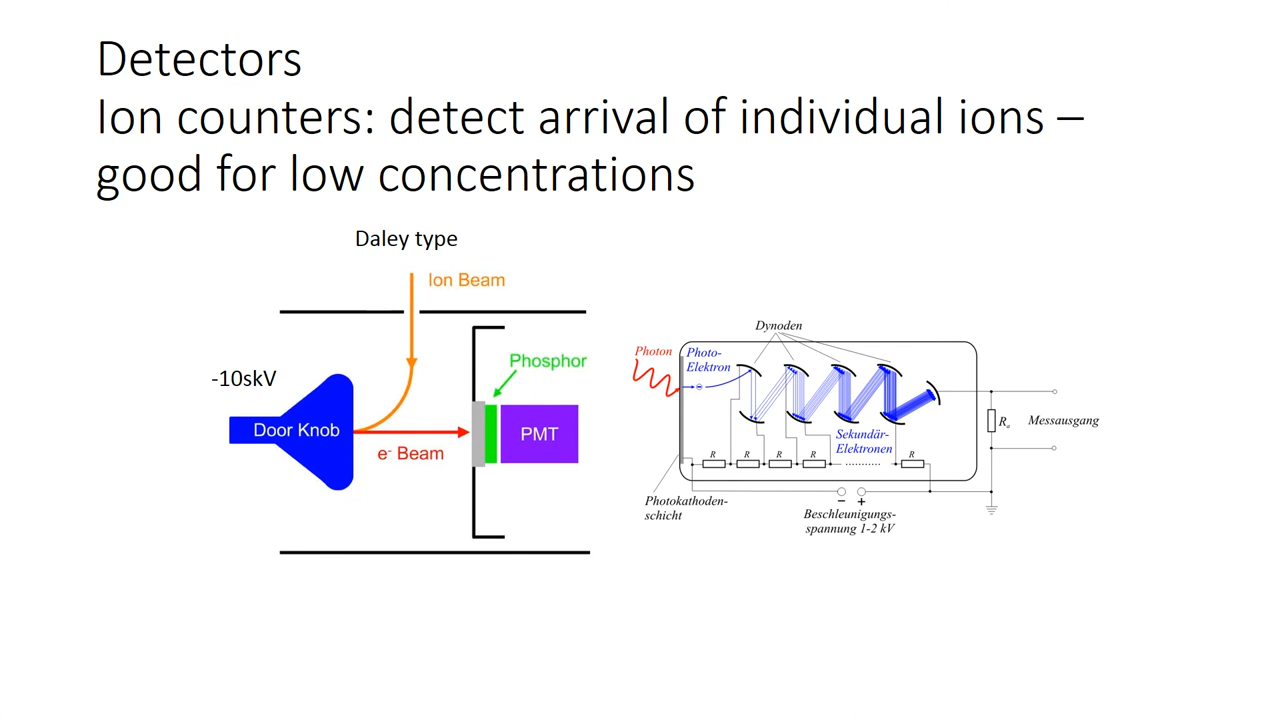 Detectors
Ion counters: detect arrival of individual ions –
good for low concentrations
Daley type
Ion Beam
-10skV
Door Knob
e- Beam
Phosphor
PMT
Dynoden
Photon
Photo-
Elektron
Sekundär-
Elektronen
R
R
R
R
R
Ra
Messausgang
Photokathoden-
schicht
− +
Beschleunigungs-
spannung 1-2 kV